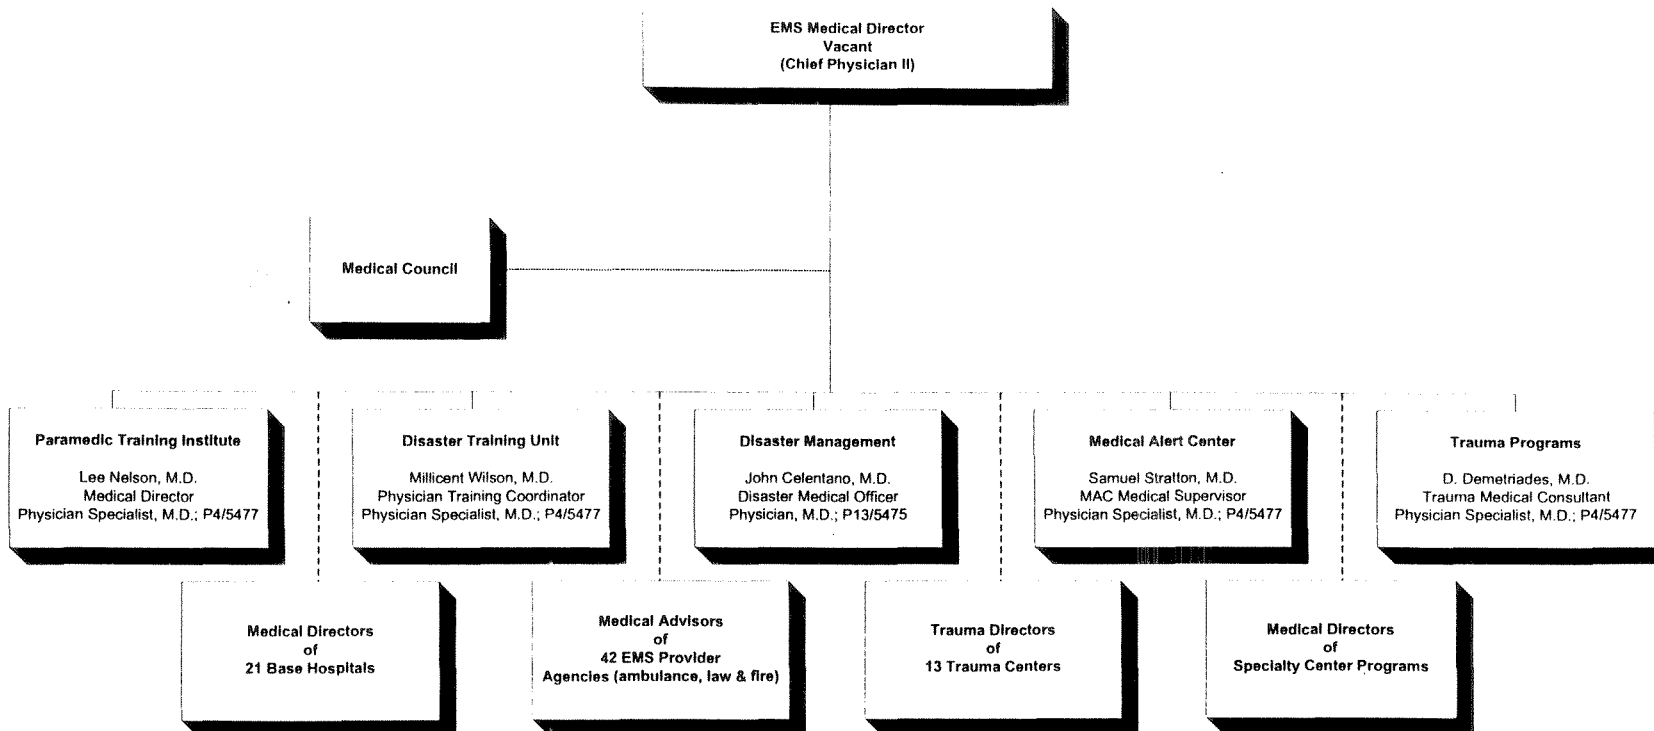 EMS Medical Director
Vacant
(Chief Physician II)
Medical Council
Paramedic Training Institute
Lee Nelson, M.D.
Medical Director
Physician Specialist, M.D.; P4/5477
Disaster Training Unit
Millicent Wilson, M.D.
Physician Training Coordinator
Physician Specialist, M.D.; P4/5477
Disaster Management
John Celentano, M.D.
Disaster Medical Officer
Physician, M.D.; P13/5475
Medical Alert Center
Samuel Stratton, M.D.
MAC Medical Supervisor
Physician Specialist, M.D.; P4/5477
Trauma Programs
D. Demetriades, M.D.
Trauma Medical Consultant
Physician Specialist, M.D.; P4/5477
Medical Directors
of
21 Base Hospitals
Medical Advisors
of
42 EMS Provider
Agencies (ambulance, law & fire)
Trauma Directors
of
13 Trauma Centers
Medical Directors
of
Specialty Center Programs